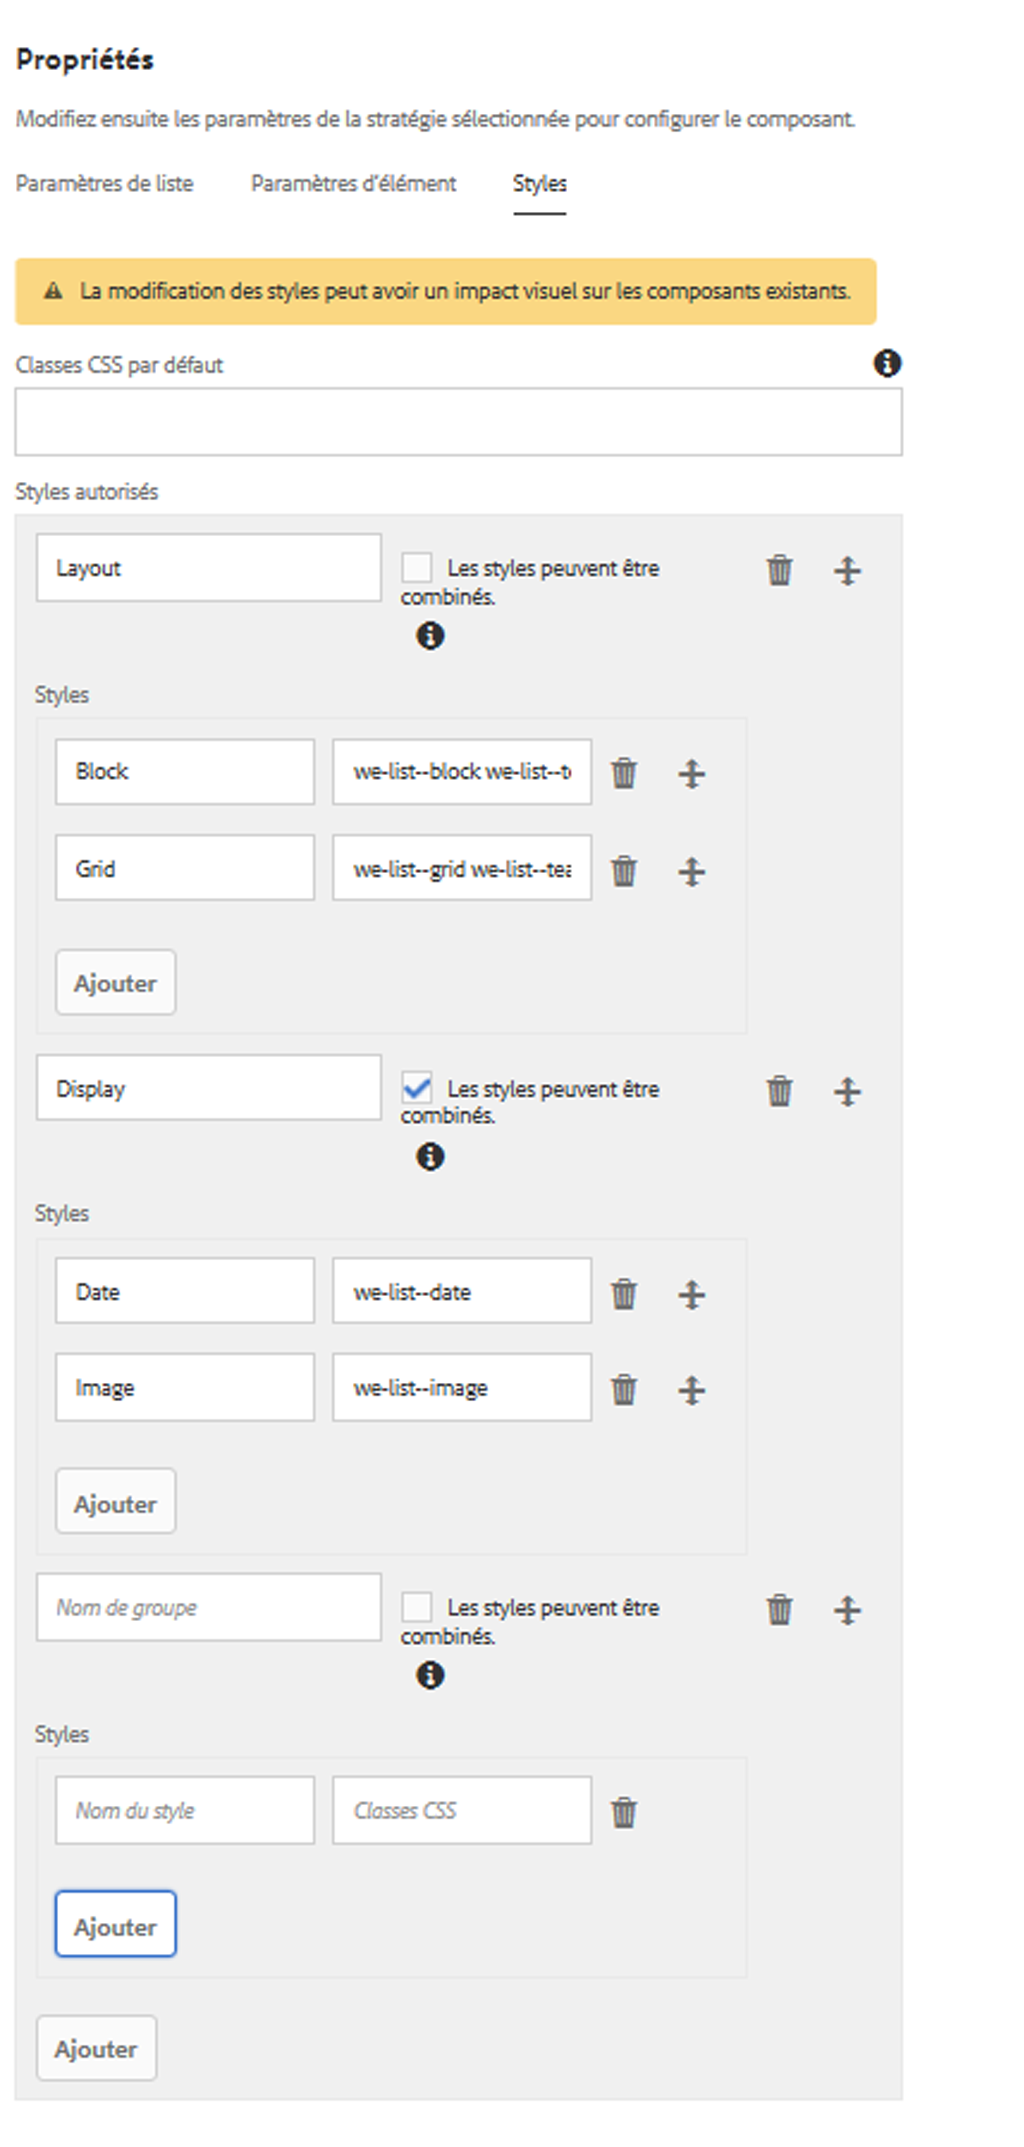 Propriétés
Modifiez ensuite les paramètres de la stratégie sélectionnée pour configurer le composant.
Paramètres de liste Paramètres d'élément Styles
La modification des styles peut avoir un impact visuel sur les composants existants.
Classes CSS par défaut
Styles autorisés
Layout Les styles peuvent être
combinés.
Styles
Block we-list--block we-list--t
Grid we-list--grid we-list--tea
Ajouter
Display Les styles peuvent être
combinés.
Styles
Date we-list--date
Image we-list--image
Ajouter
Nom de groupe Les styles peuvent être
combinés.
Styles
Nom du style Classes CSS
Ajouter
Ajouter